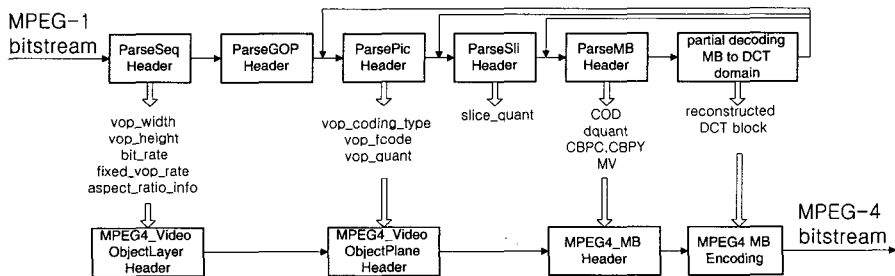 MPEG-1
bitstream
ParseSeq
Header
ParseGOP
Header
ParsePic
Header
ParseSli
Header
ParseMB
Header
partial decoding
MB to DCT
domain
vop_width
vop_height
bit_rate
fixed_vop_rate
aspect_ratio_info
vop_coding_type
vop_fcode
vop_quant
slice_quant
COD
dquant
CBPC,CBPY
MV
reconstructed
DCT block
MPEG4_Video
ObjectLayer
Header
MPEG4_Video
ObjectPlane
Header
MPEG4_MB
Header
MPEG4 MB
Encoding
MPEG-4
bitstream